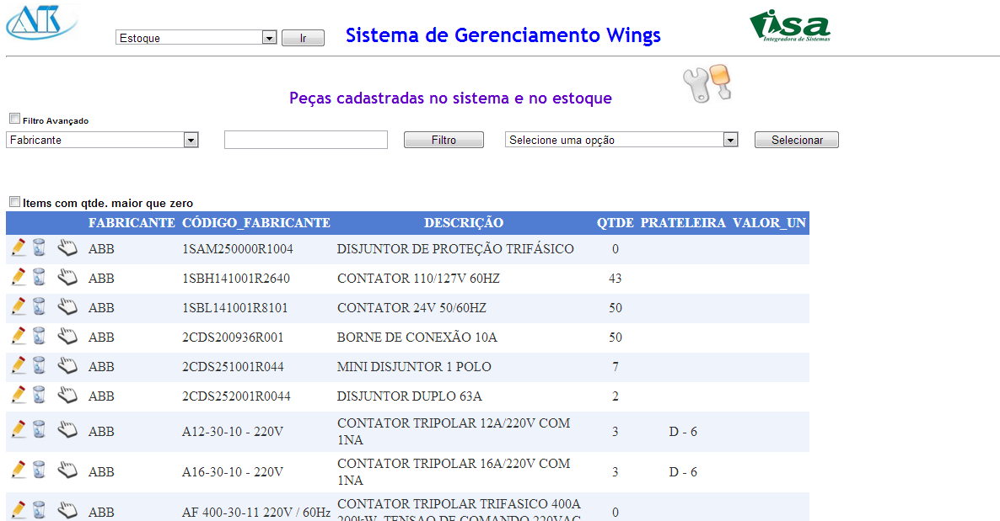 AIK
Estoque Ir Sistema de Gerenciamento Wings isa
Integradora de Sistemas
Peças cadastradas no sistema e no estoque
Filtro Avançado
Fabricante Filtro Selecione uma opção Selecionar
Items com qtde. maior que zero
FABRICANTE CÓDIGO_FABRICANTE DESCRIÇÃO QTDE PRATELEIRA VALOR_UN
ABB 1SAM250000R1004 DISJUNTOR DE PROTEÇÃO TRIFÁSICO 0
ABB 1SBH141001R2640 CONTATOR 110/127V 60HZ 43
ABB 1SBL141001R8101 CONTATOR 24V 50/60HZ 50
ABB 2CDS200936R001 BORNE DE CONEXÃO 10A 50
ABB 2CDS251001R044 MINI DISJUNTOR 1 POLO 7
ABB 2CDS252001R0044 DISJUNTOR DUPLO 63A 2
ABB A12-30-10 - 220V CONTATOR TRIPOLAR 12A/220V COM
1NA 3 D - 6
ABB A16-30-10 - 220V CONTATOR TRIPOLAR 16A/220V COM
1NA 3 D - 6
ABB AF 400-30-11 220V / 60Hz CONTATOR TRIPOLAR TRIFASICO 400A 0
200kW, TENSAO DE COMANDO 220VAC